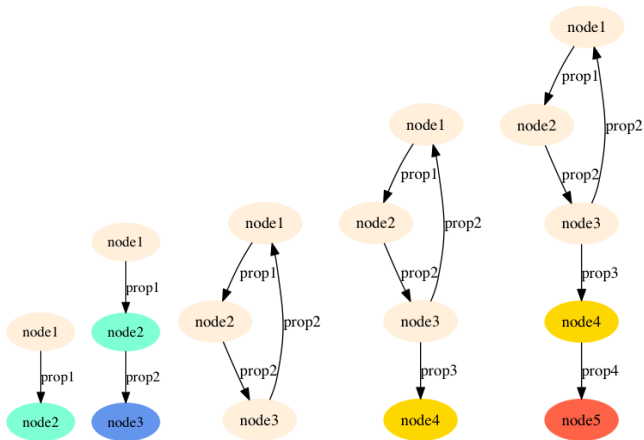 node1
prop1
node2
node1
prop1
node2
prop2
node3
node1
prop1
node2
prop2
prop2
node3
node1
prop1
node2
prop2
prop2
node3
prop3
node4
node1
prop1
node2
prop2
prop2
node3
prop3
node4
prop4
node5